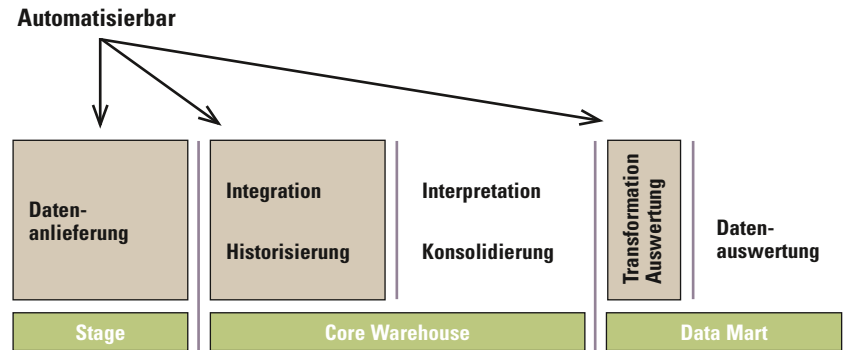 Automatisierbar
Daten-
anlieferung
Integration
Historisierung
Interpretation
Konsolidierung
Transformation
Auswertung
Daten-
auswertung
Stage
Core Warehouse
Data Mart